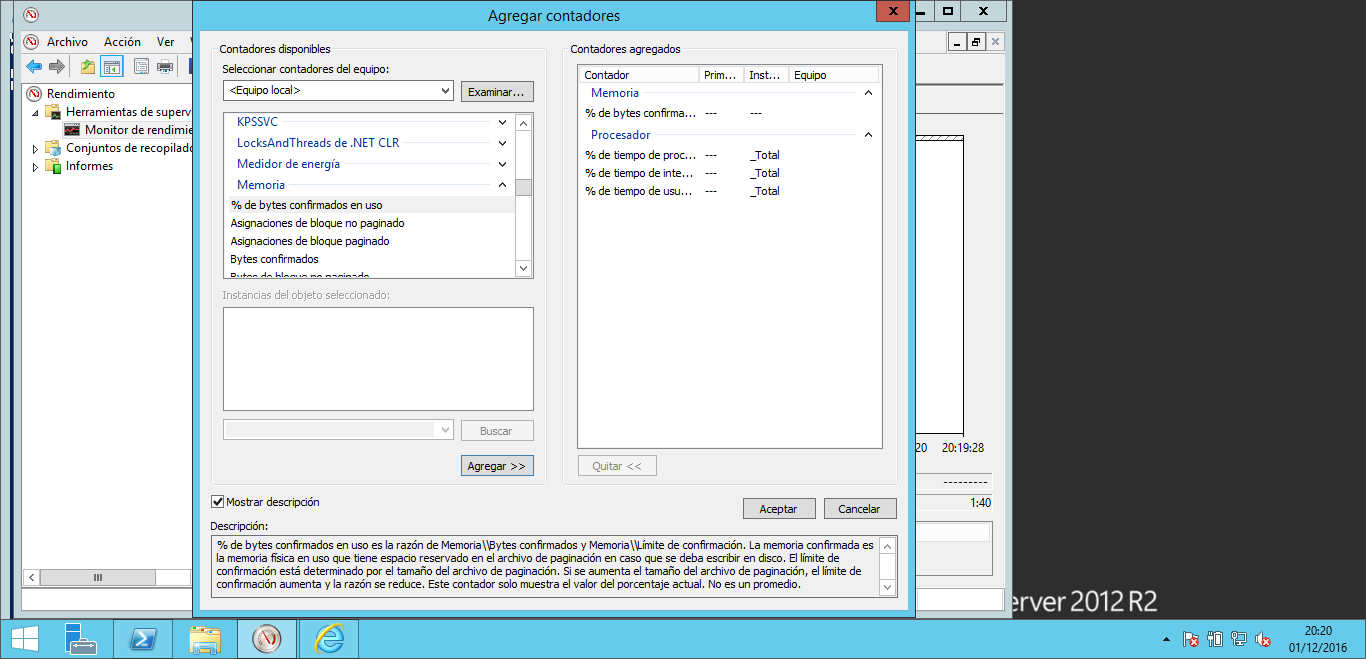 Agregar contadores
Archivo Acción Ver
Rendimiento
Herramientas de superv
Monitor de rendimie
Conjuntos de recopilado
Informes
Contadores disponibles
Seleccionar contadores del equipo:
<Equipo local>
Examinar...
KPSSVC
LocksAndThreads de .NET CLR
Medidor de energía
Memoria
% de bytes confirmados en uso
Asignaciones de bloque no paginado
Asignaciones de bloque paginado
Bytes confirmados
Bytes de bloque no paginado
Instancias del objeto seleccionado:
Buscar
Agregar >>
Contadores agregados
Contador Prim... Inst... Equipo
Memoria
% de bytes confirma... --- ---
Procesador
% de tiempo de proc... --- _Total
% de tiempo de inte... --- _Total
% de tiempo de usu... --- _Total
Quitar <<
Mostrar descripción
Aceptar Cancelar
Descripción:
% de bytes confirmados en uso es la razón de Memoria\\Bytes confirmados y Memoria\\Límite de confirmación. La memoria confirmada es
la memoria física en uso que tiene espacio reservado en el archivo de paginación en caso que se deba escribir en disco. El límite de
confirmación está determinado por el tamaño del archivo de paginación. Si se aumenta el tamaño del archivo de paginación, el límite de
confirmación aumenta y la razón se reduce. Este contador solo muestra el valor del porcentaje actual. No es un promedio.
20 20:19:28
---------
1:40
erver 2012 R2
20:20
01/12/2016